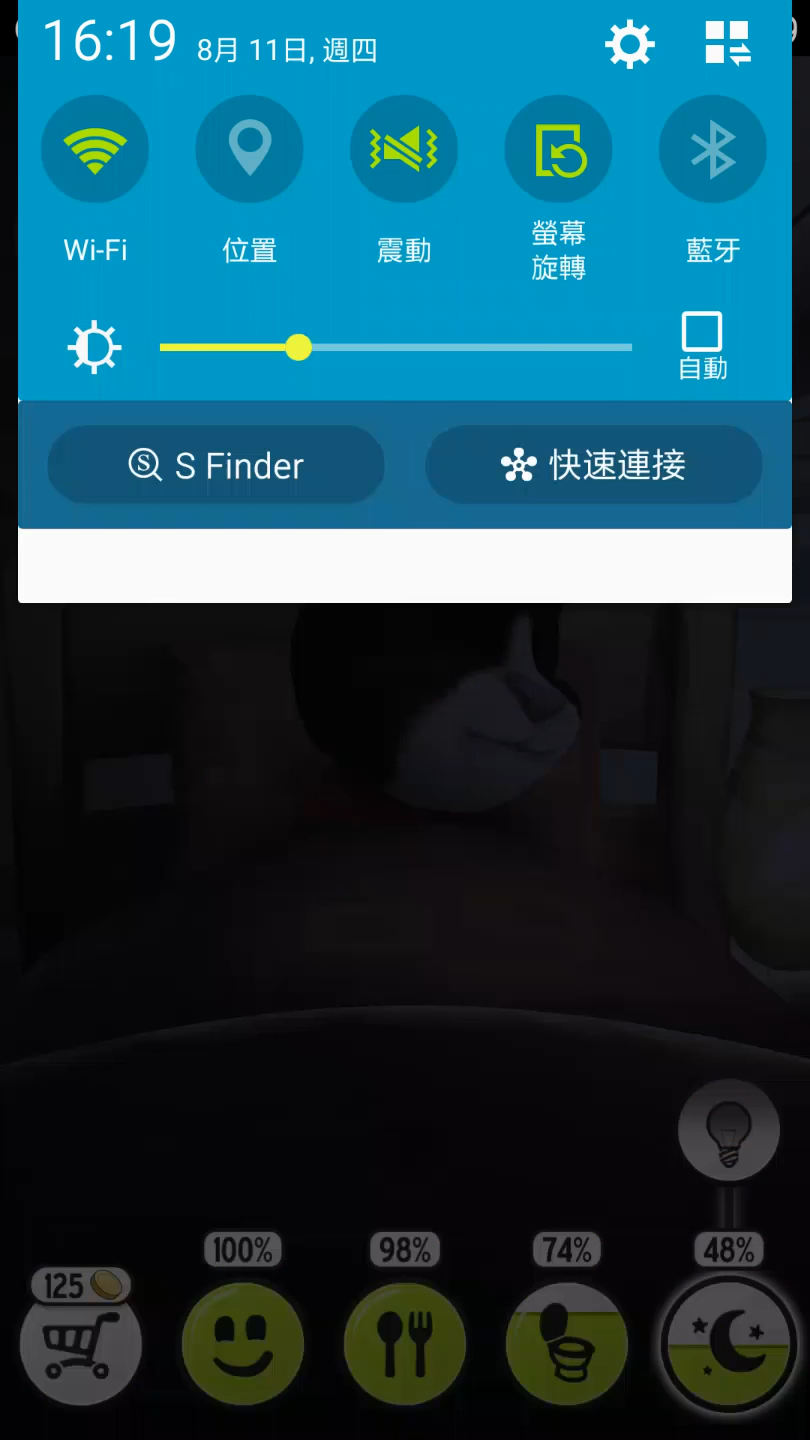 16:19 8月 11日, 週四
Wi-Fi
位置
震動
螢幕
旋轉
藍牙
自動
S Finder
快速連接
100%
98%
74%
48%
125